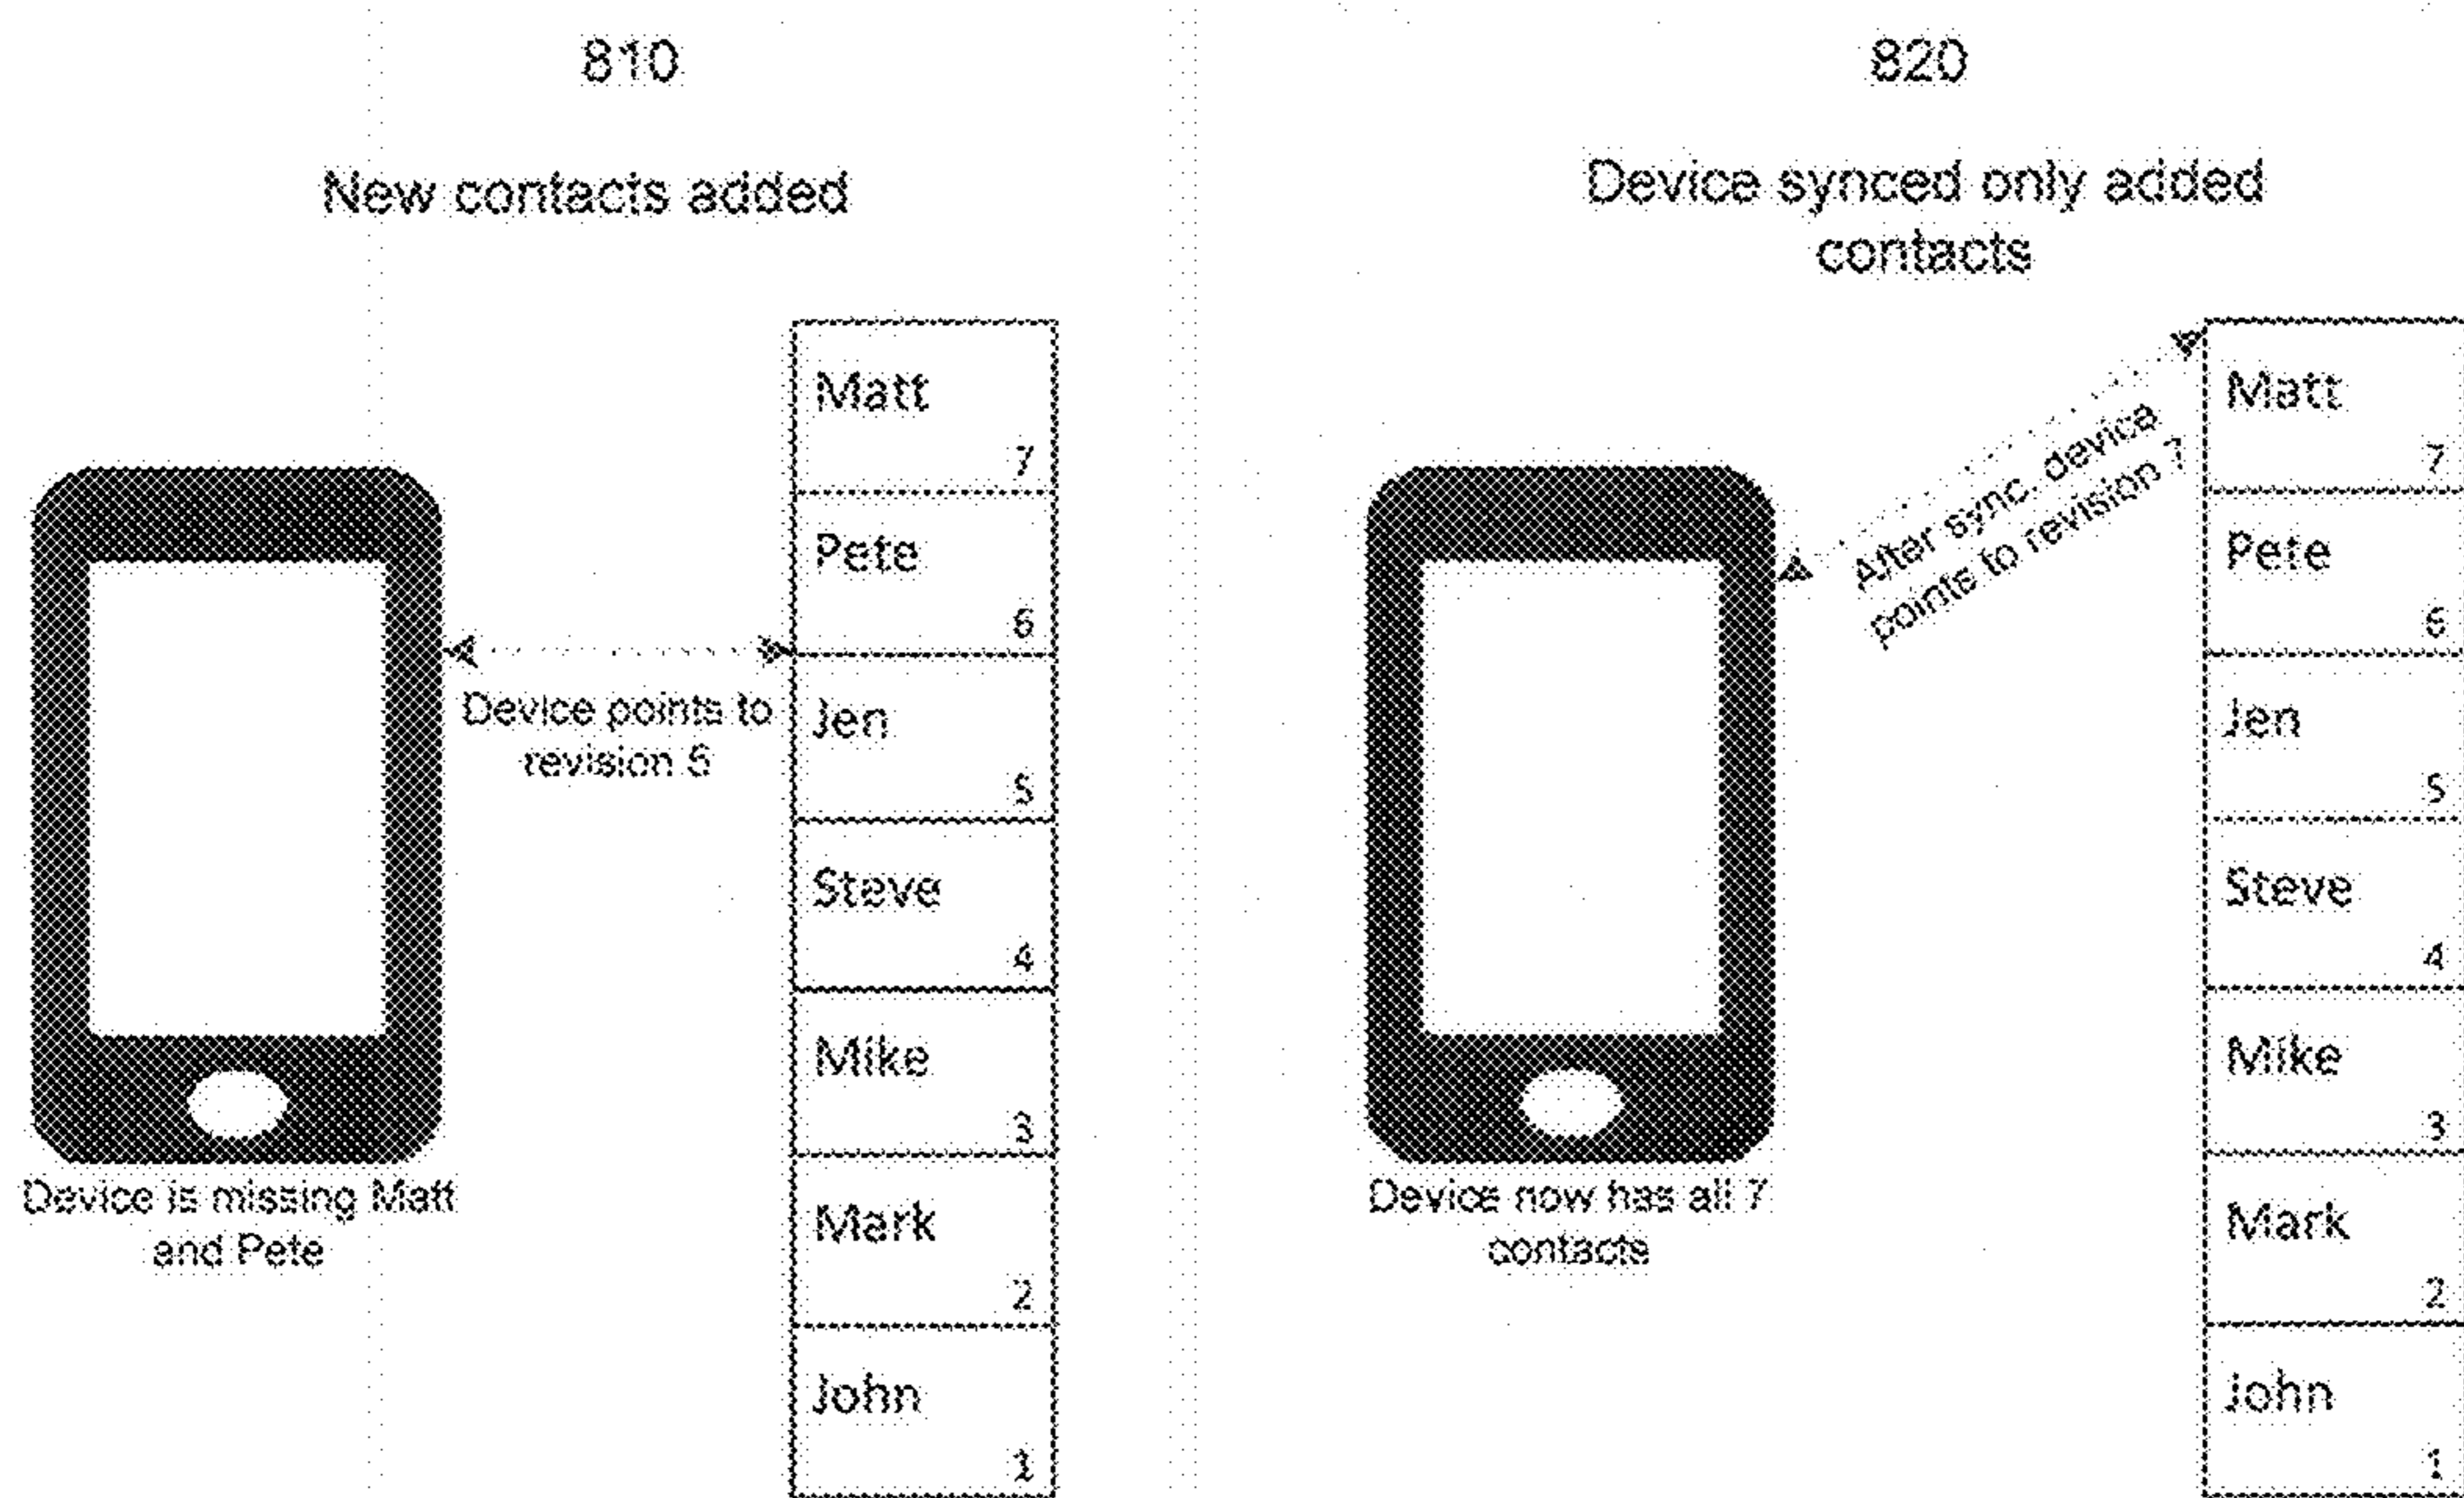 810
New contacts added
Matt
7
Pete
6
Device points to
revision 5
Jen
5
Steve
4
Mike
3
Mark
2
John
1
Device is missing Matt
and Pete
820
Device synced only added
contacts
After sync, device
points to revision 7
Matt
7
Pete
6
Jen
5
Steve
4
Mike
3
Mark
2
John
1
Device now has all 7
contacts